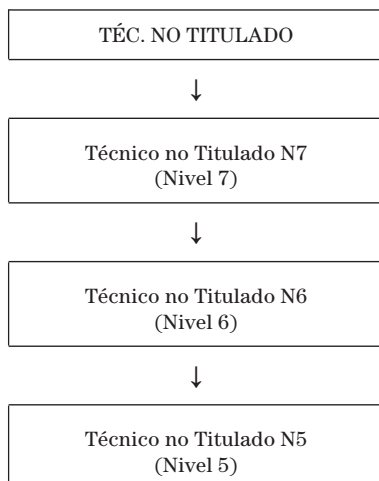 TÉC. NO TITULADO
↓
Técnico no Titulado N7
(Nivel 7)
↓
Técnico no Titulado N6
(Nivel 6)
↓
Técnico no Titulado N5
(Nivel 5)